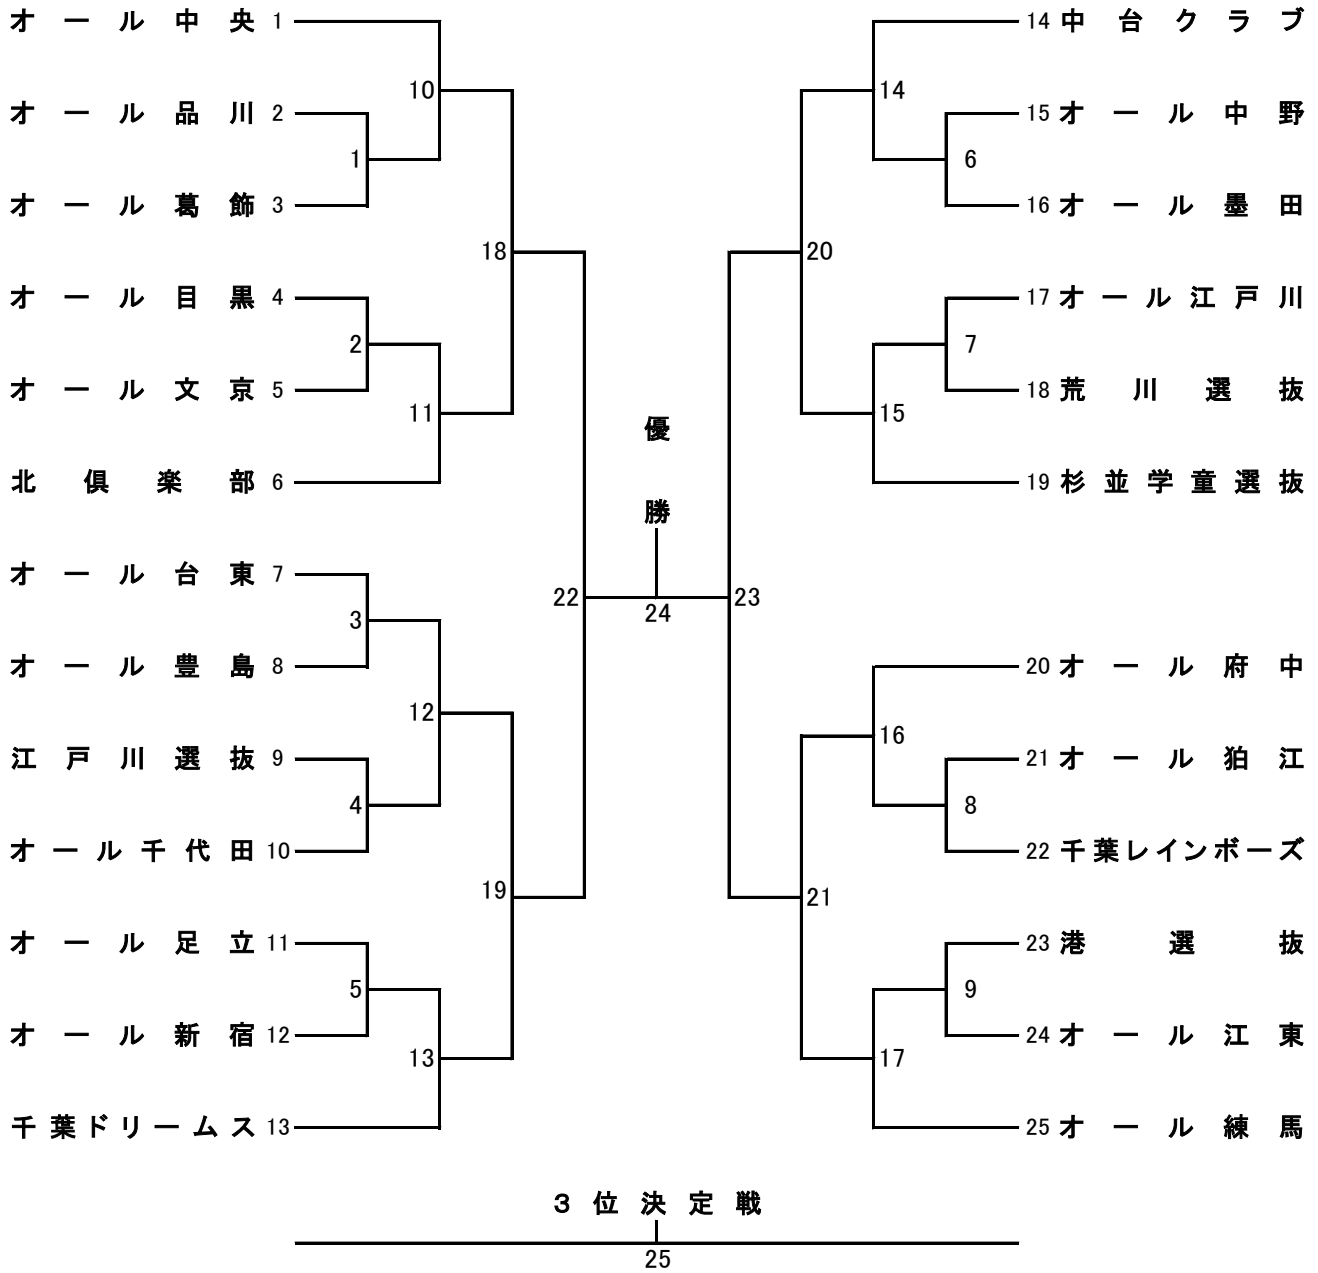 オール中央 1
オール品川 2
オール葛飾 3
オール目黒 4
オール文京 5
北倶楽部 6
オール台東 7
オール豊島 8
江戸川選抜 9
オール千代田 10
オール足立 11
オール新宿 12
千葉ドリームス 13
10
1
18
2
11
22
3
12
4
19
5
13
優
勝
24
23
14
6
20
7
15
16
8
21
9
17
14 中台クラブ
15 オール中野
16 オール墨田
17 オール江戸川
18 荒川選抜
19 杉並学童選抜
20 オール府中
21 オール狛江
22 千葉レインボーズ
23 港選抜
24 オール江東
25 オール練馬
３位決定戦
25